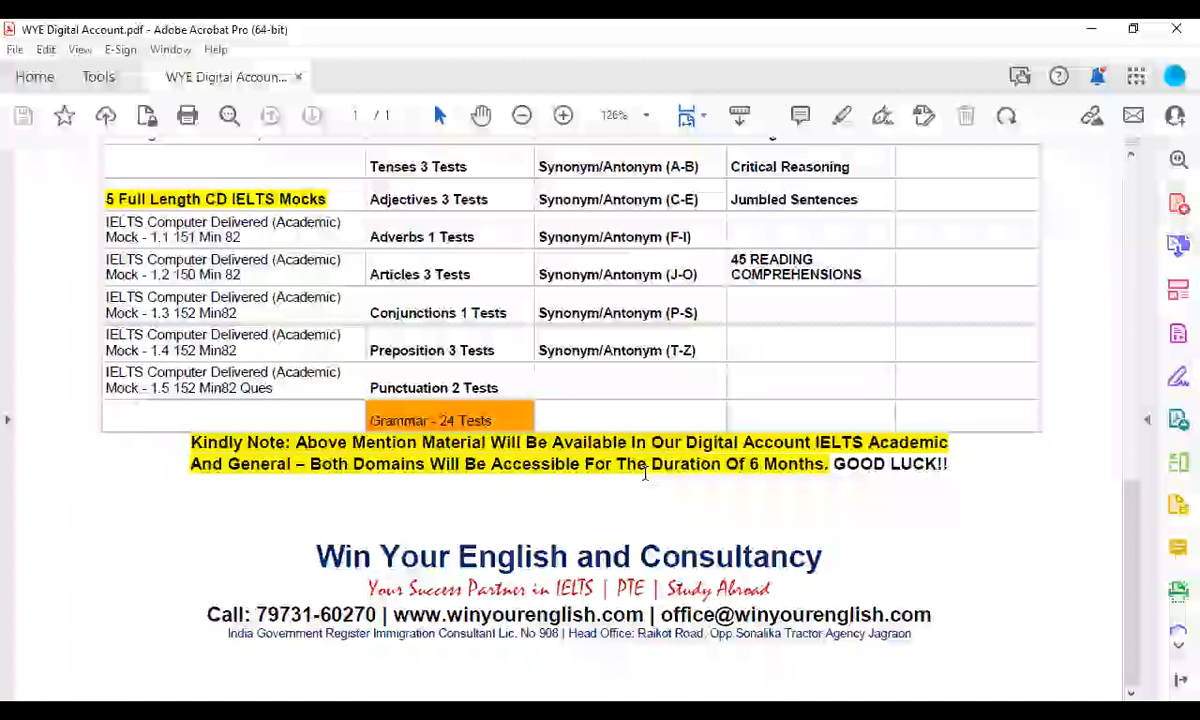 WYE Digital Account.pdf - Adobe Acrobat Pro (64-bit)
File Edit View E-Sign Window Help
Home Tools WYE Digital Accoun... ×
1 / 1 126%
Tenses 3 Tests Synonym/Antonym (A-B) Critical Reasoning
5 Full Length CD IELTS Mocks Adjectives 3 Tests Synonym/Antonym (C-E) Jumbled Sentences
IELTS Computer Delivered (Academic)
Mock - 1.1 151 Min 82 Adverbs 1 Tests Synonym/Antonym (F-I)
IELTS Computer Delivered (Academic) 45 READING
Mock - 1.2 150 Min 82 Articles 3 Tests Synonym/Antonym (J-O) COMPREHENSIONS
IELTS Computer Delivered (Academic)
Mock - 1.3 152 Min82 Conjunctions 1 Tests Synonym/Antonym (P-S)
IELTS Computer Delivered (Academic)
Mock - 1.4 152 Min82 Preposition 3 Tests Synonym/Antonym (T-Z)
IELTS Computer Delivered (Academic)
Mock - 1.5 152 Min82 Ques Punctuation 2 Tests
Grammar - 24 Tests
Kindly Note: Above Mention Material Will Be Available In Our Digital Account IELTS Academic
And General – Both Domains Will Be Accessible For The Duration Of 6 Months. GOOD LUCK!!
Win Your English and Consultancy
Your Success Partner in IELTS | PTE | Study Abroad
Call: 79731-60270 | www.winyourenglish.com | office@winyourenglish.com
India Government Register Immigration Consultant Lic. No 908 | Head Office: Raikot Road, Opp Sonalika Tractor Agency Jagraon